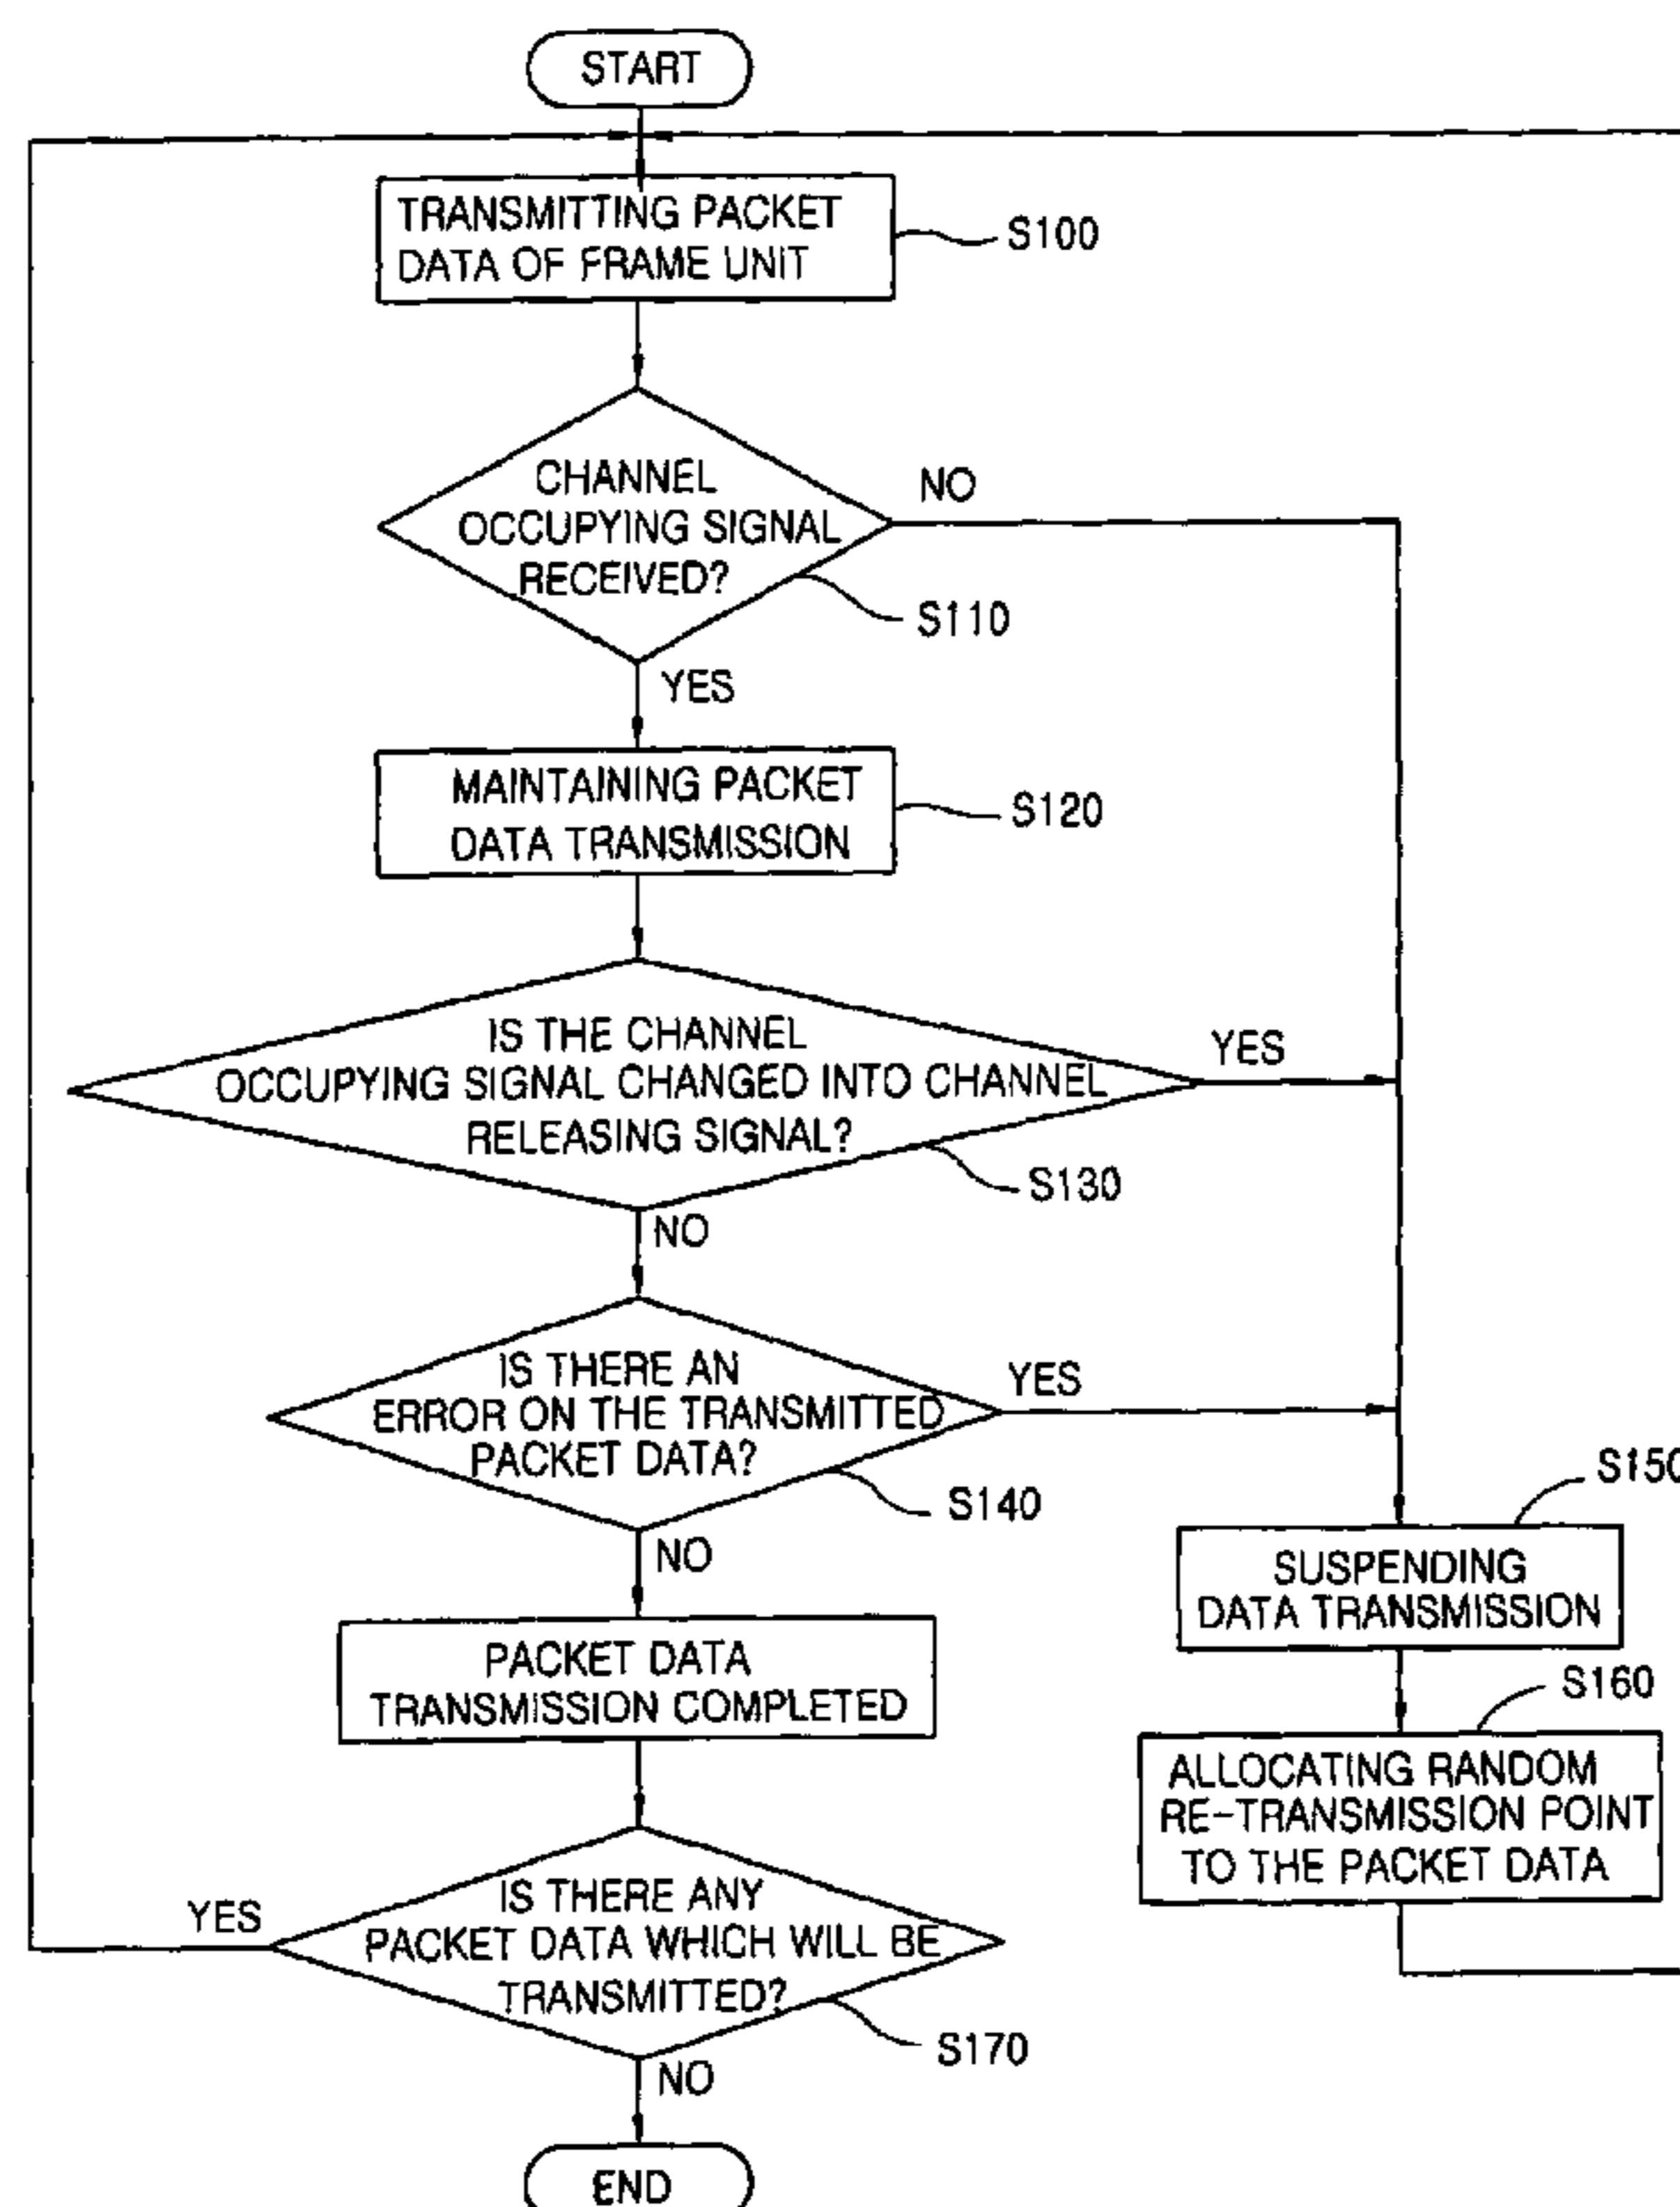 START
TRANSMITTING PACKET
DATA OF FRAME UNIT
S100
CHANNEL
OCCUPYING SIGNAL
RECEIVED?
NO
S110
YES
MAINTAINING PACKET
DATA TRANSMISSION
S120
IS THE CHANNEL
OCCUPYING SIGNAL CHANGED INTO CHANNEL
RELEASING SIGNAL?
YES
S130
NO
IS THERE AN
ERROR ON THE TRANSMITTED
PACKET DATA?
YES
S140
NO
S150
SUSPENDING
DATA TRANSMISSION
PACKET DATA
TRANSMISSION COMPLETED
S160
ALLOCATING RANDOM
RE-TRANSMISSION POINT
TO THE PACKET DATA
IS THERE ANY
PACKET DATA WHICH WILL BE
TRANSMITTED?
YES
S170
NO
END